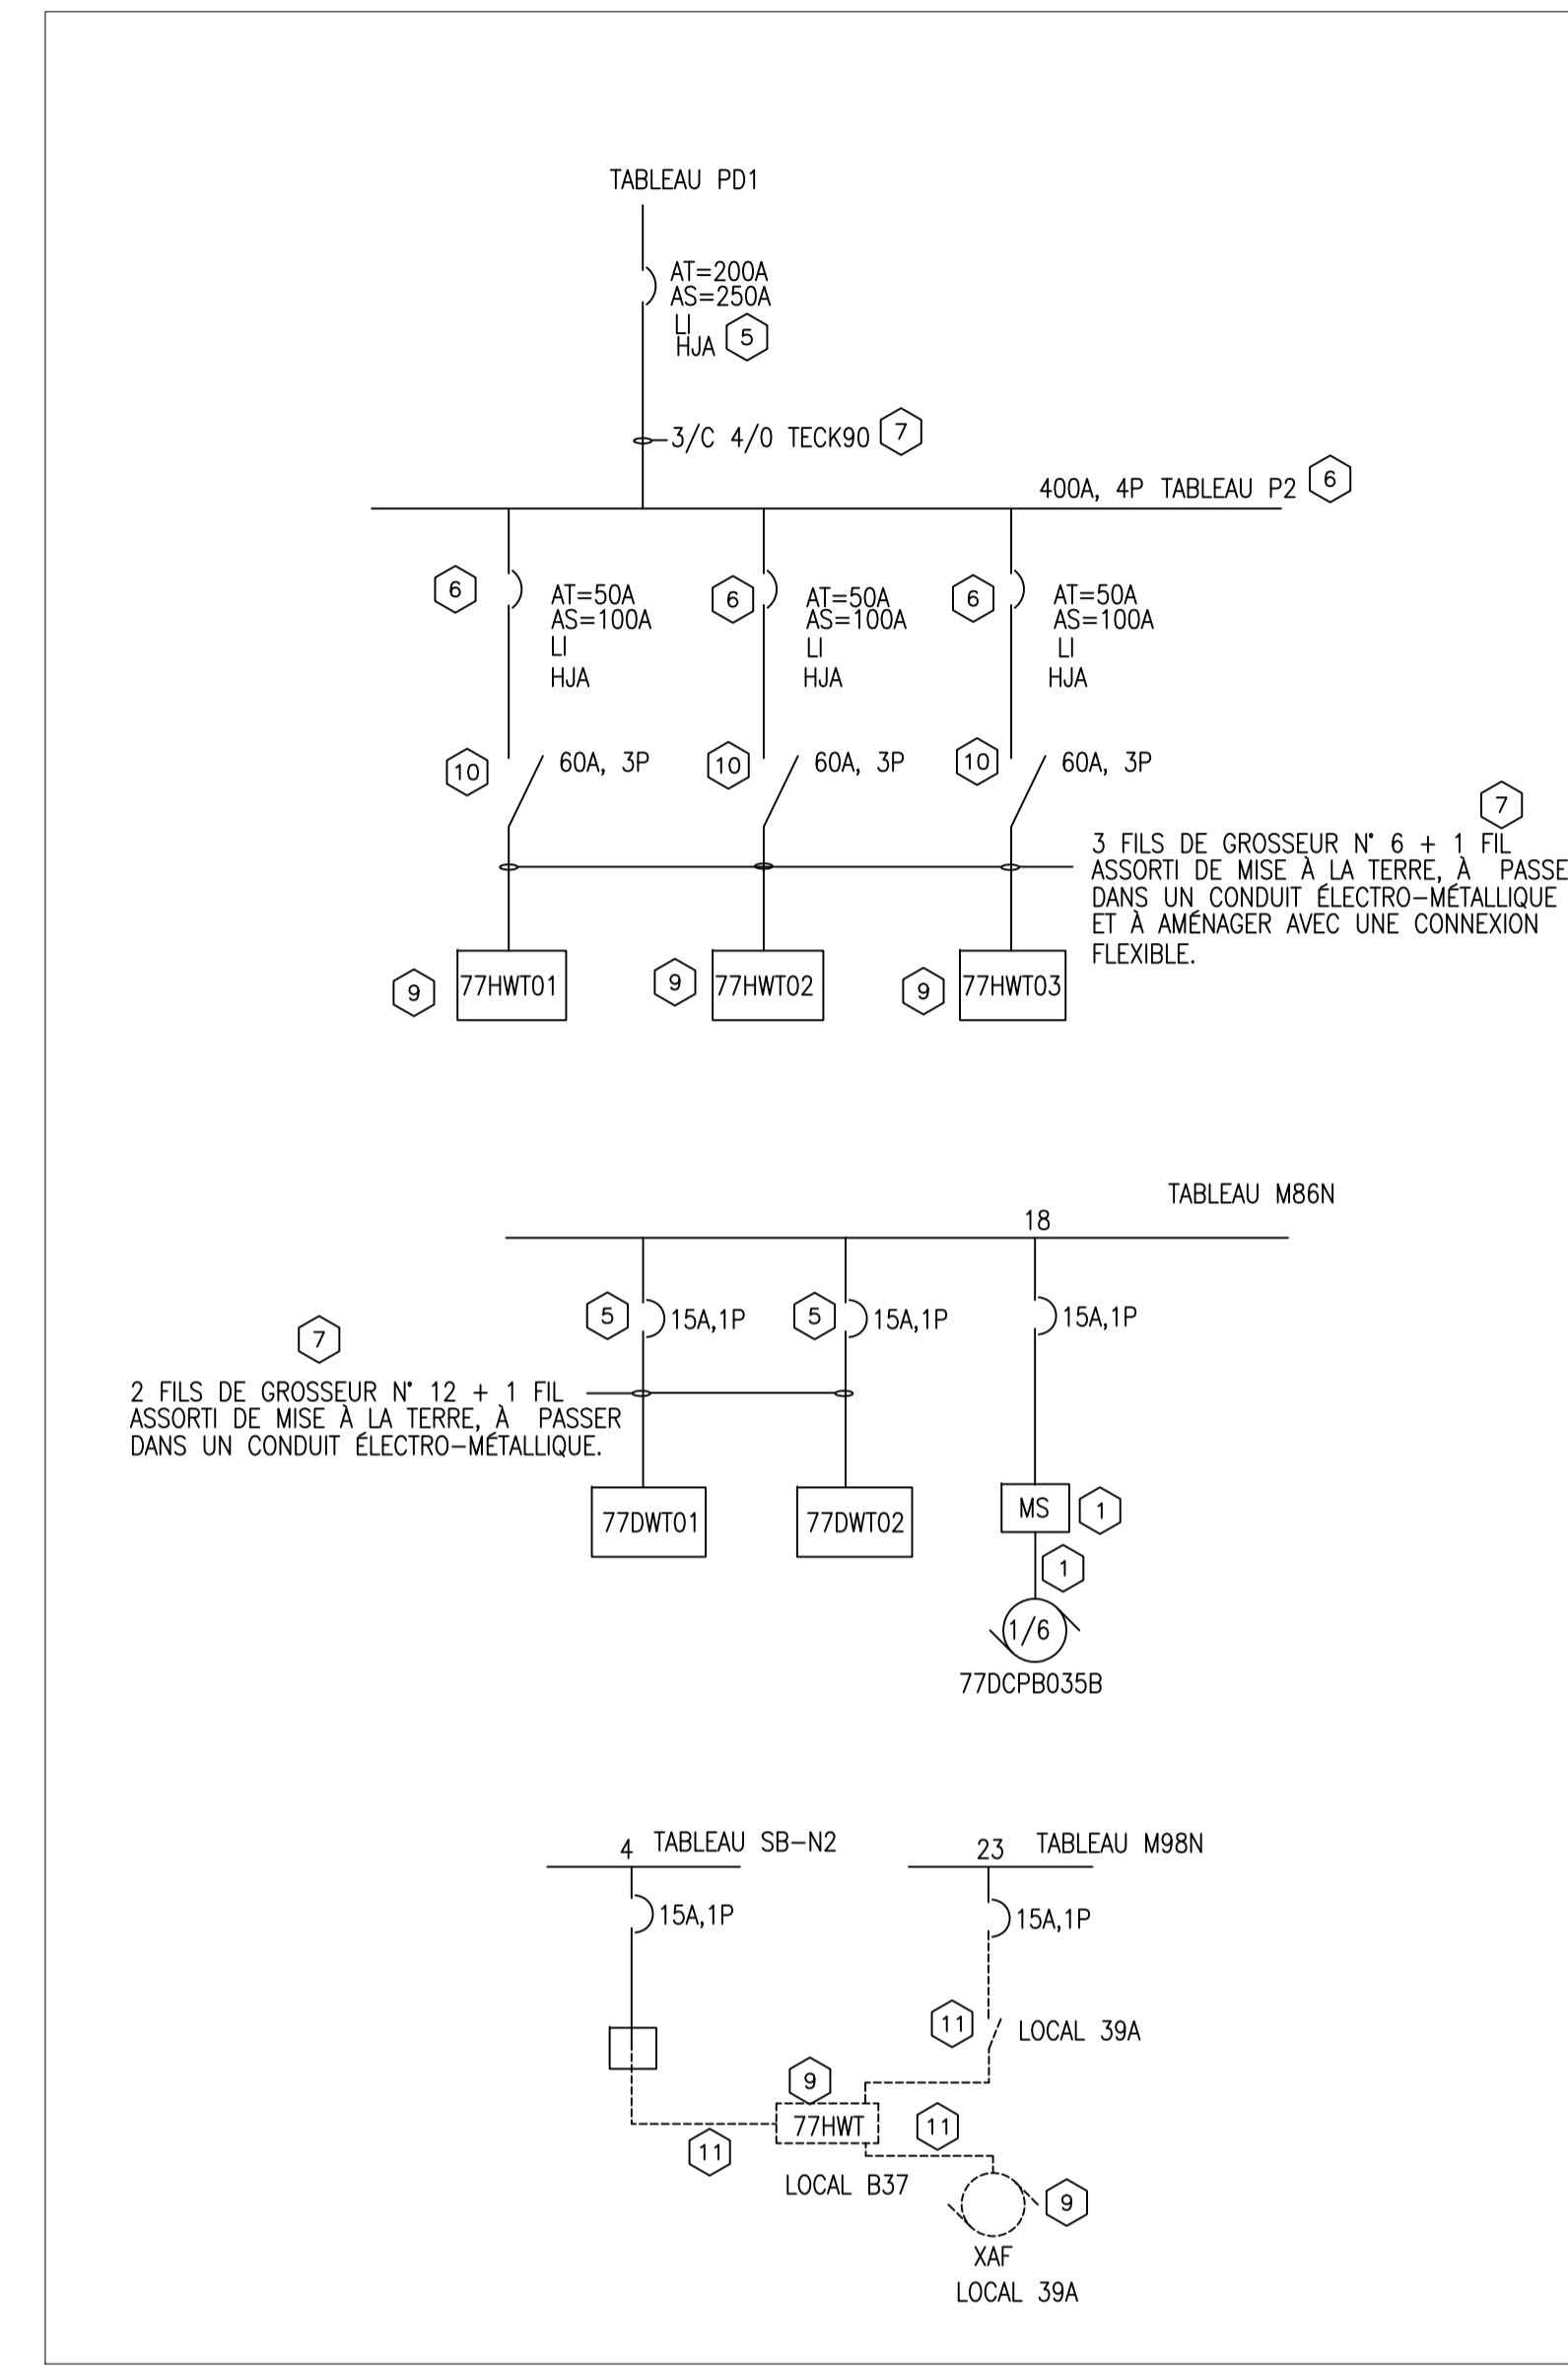 TABLEAU PD1
AT=200A
AS=250A
LI
HJA 5
3/C 4/0 TECK90 7
400A, 4P TABLEAU P2 6
6 AT=50A
AS=100A
LI
HJA
6 AT=50A
AS=100A
LI
HJA
6 AT=50A
AS=100A
LI
HJA
10 60A, 3P
10 60A, 3P
10 60A, 3P
7
3 FILS DE GROSSEUR N° 6 + 1 FIL
ASSORTI DE MISE À LA TERRE, À PASSE
DANS UN CONDUIT ÉLECTRO-MÉTALLIQUE
ET À AMÉNAGER AVEC UNE CONNEXION
FLEXIBLE.
9 77HWT01
9 77HWT02
9 77HWT03
TABLEAU M86N
18
5 15A,1P
5 15A,1P
15A,1P
7
2 FILS DE GROSSEUR N° 12 + 1 FIL
ASSORTI DE MISE À LA TERRE, À PASSER
DANS UN CONDUIT ÉLECTRO-MÉTALLIQUE.
77DWT01
77DWT02
MS 1
1
1/6
77DCPB035B
4 TABLEAU SB-N2
23 TABLEAU M98N
15A,1P
15A,1P
11 LOCAL 39A
9
77HWT
11
11
LOCAL B37
9
XAF
LOCAL 39A